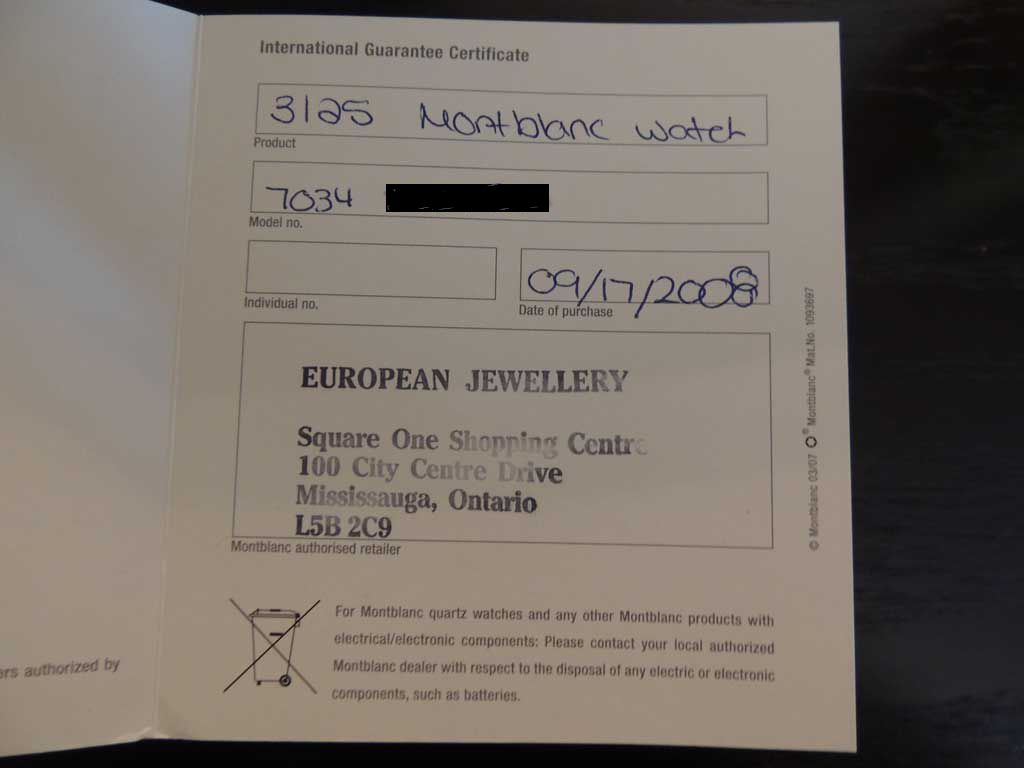 International Guarantee Certificate
3125 Montblanc watch
Product
7034
Model no.
Individual no.
09/17/2008
Date of purchase
EUROPEAN JEWELLERY
Square One Shopping Centre
100 City Centre Drive
Mississauga, Ontario
L5B 2C9
Montblanc authorised retailer
For Montblanc quartz watches and any other Montblanc products with
electrical/electronic components: Please contact your local authorized
Montblanc dealer with respect to the disposal of any electric or electronic
components, such as batteries.
© Montblanc 03/07 Montblanc® Mat.No. 1093697
ers authorized by